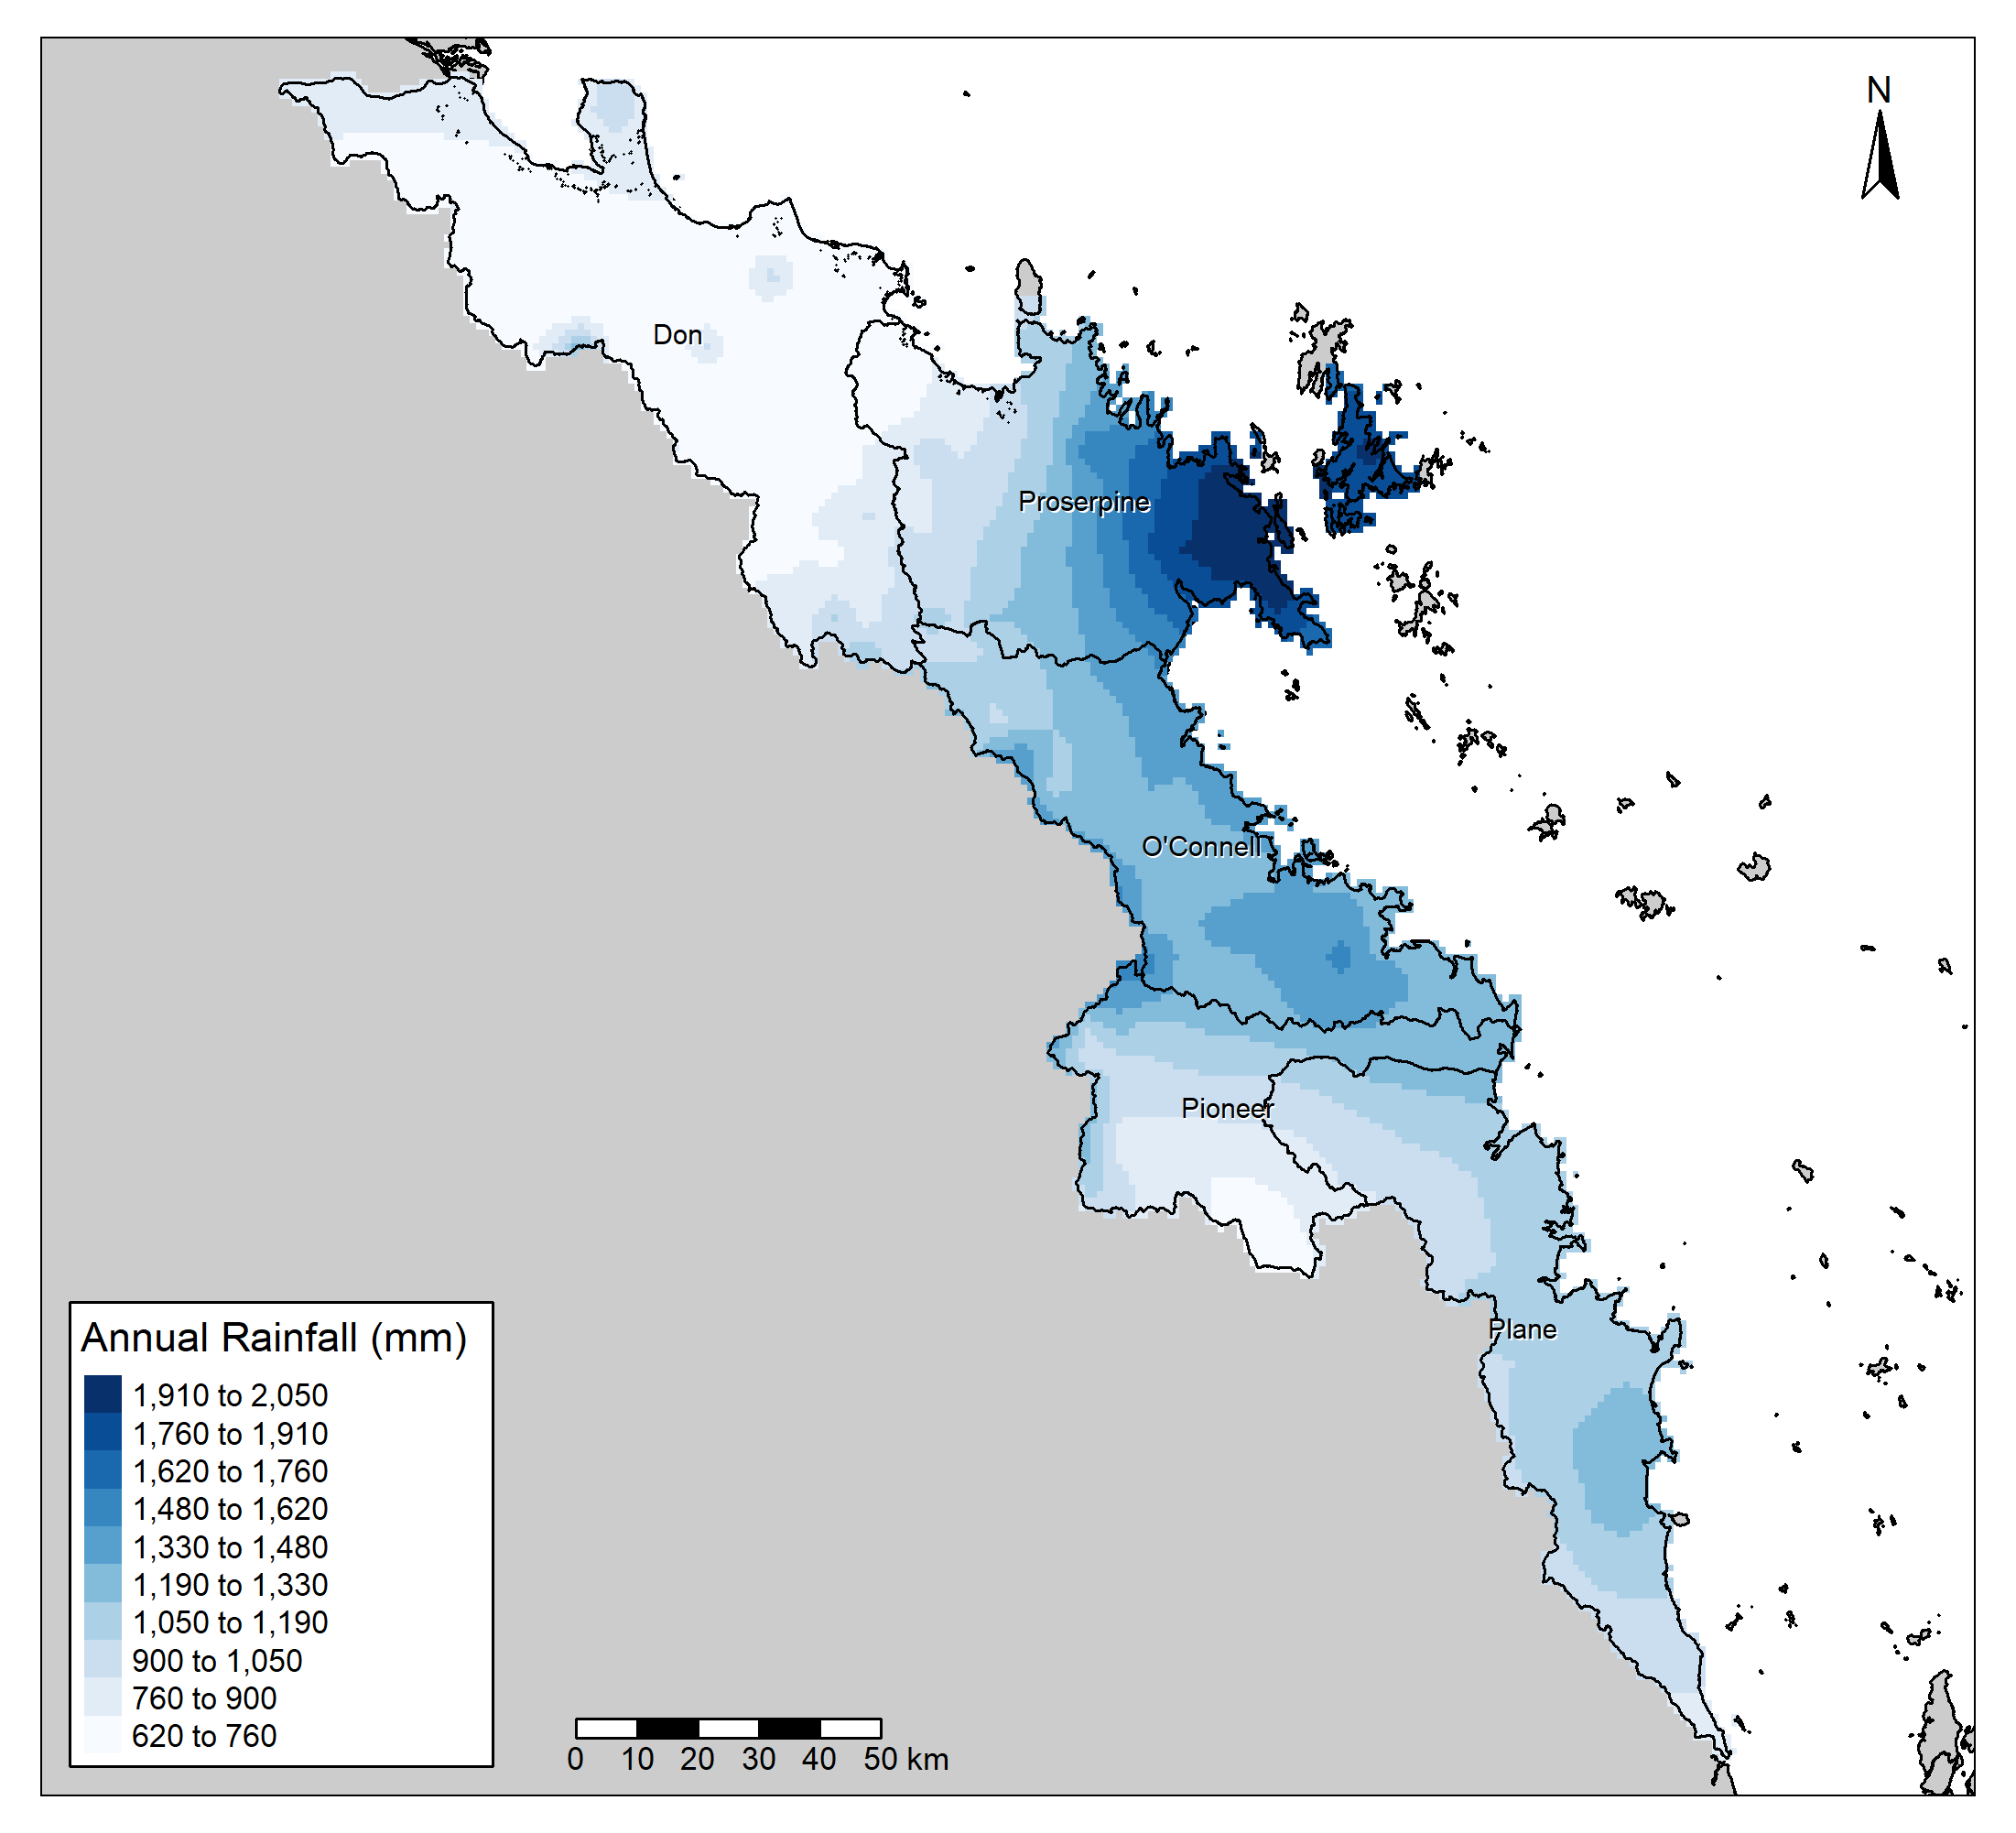 N
Don
Proserpine
O'Connell
Pioneer
Plane
Annual Rainfall (mm)
1,910 to 2,050
1,760 to 1,910
1,620 to 1,760
1,480 to 1,620
1,330 to 1,480
1,190 to 1,330
1,050 to 1,190
900 to 1,050
760 to 900
620 to 760
0 10 20 30 40 50 km